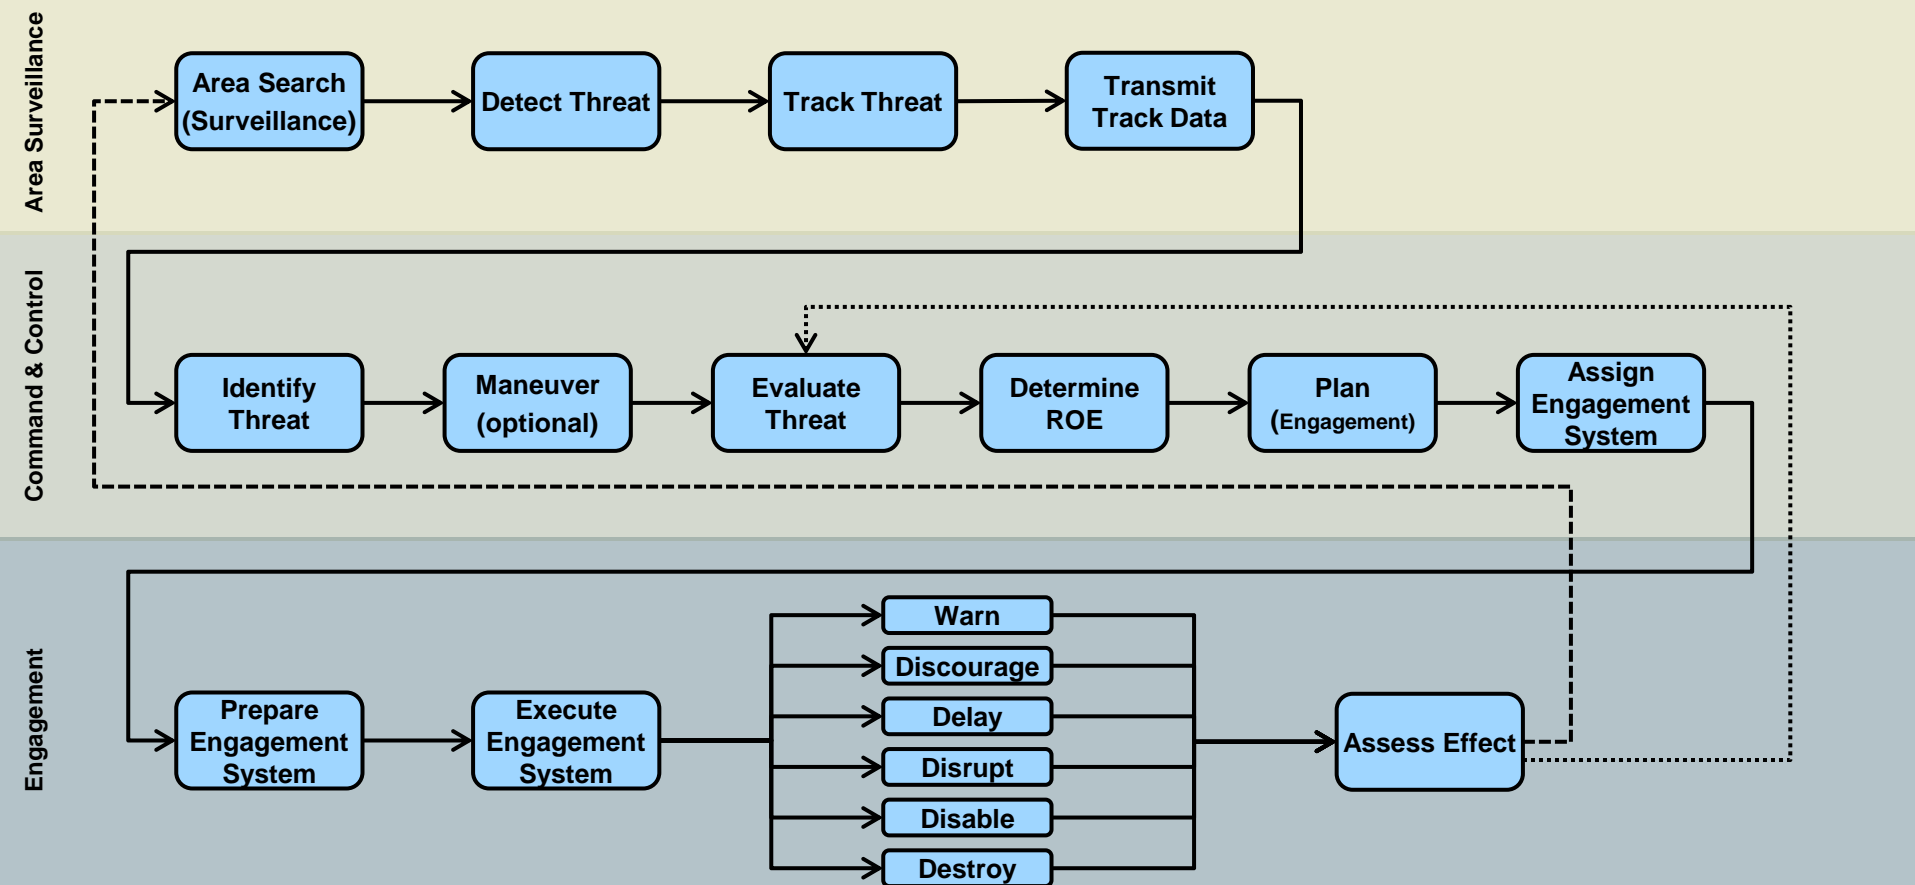 Area Surveillance
Area Search
(Surveillance)
Detect Threat
Track Threat
Transmit
Track Data
Command & Control
Identify
Threat
Maneuver
(optional)
Evaluate
Threat
Determine
ROE
Plan
(Engagement)
Assign
Engagement
System
Engagement
Prepare
Engagement
System
Execute
Engagement
System
Warn
Discourage
Delay
Disrupt
Disable
Destroy
Assess Effect